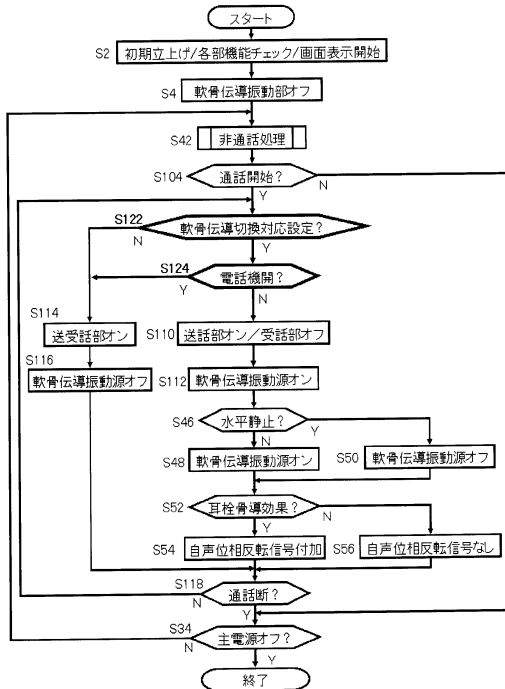 スタート
S2 初期立上げ/各部機能チェック/画面表示開始
S4 軟骨伝導振動部オフ
S42 非通話処理
S104 通話開始? N
Y
S122 軟骨伝導切換対応設定?
N Y
S124 電話機開?
Y N
S114 送受話部オン
S110 送話部オン/受話部オフ
S116 軟骨伝導振動源オフ
S112 軟骨伝導振動源オン
S46 水平静止? Y
N
S48 軟骨伝導振動源オン
S50 軟骨伝導振動源オフ
S52 耳栓骨導効果? N
Y
S54 自声位相反転信号付加
S56 自声位相反転信号なし
S118 通話断?
N Y
S34 主電源オフ?
N Y
終了